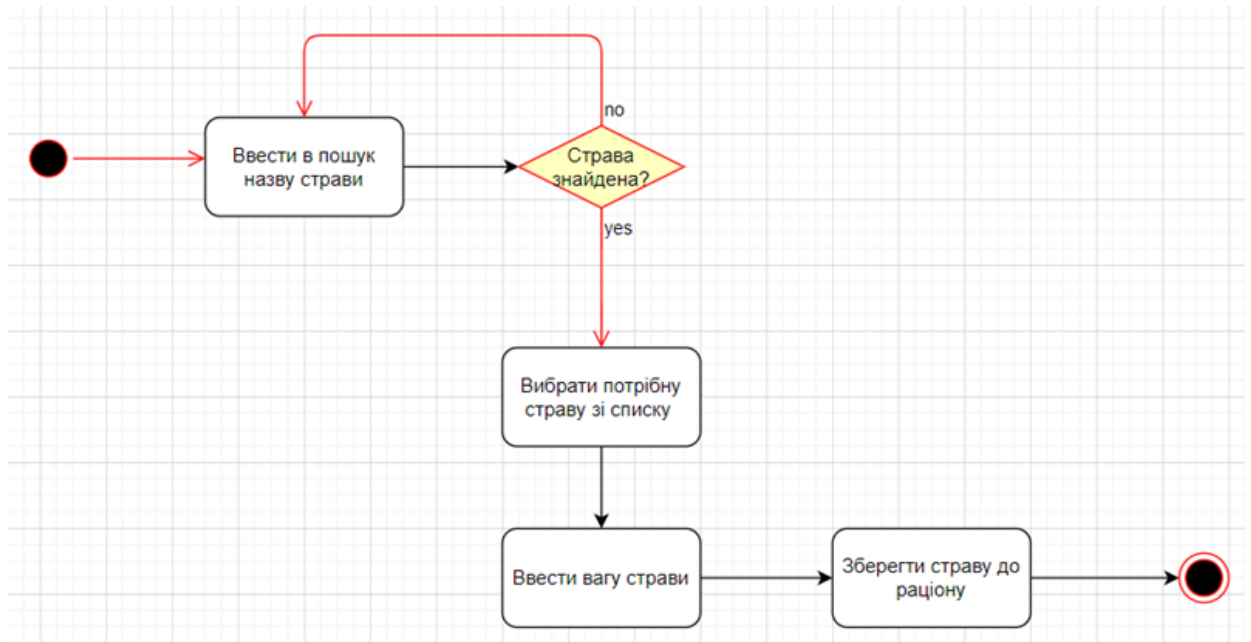 Ввести в пошук
назву страви
no
Страва
знайдена?
yes
Вибрати потрібну
страву зі списку
Ввести вагу страви
Зберегти страву до
раціону